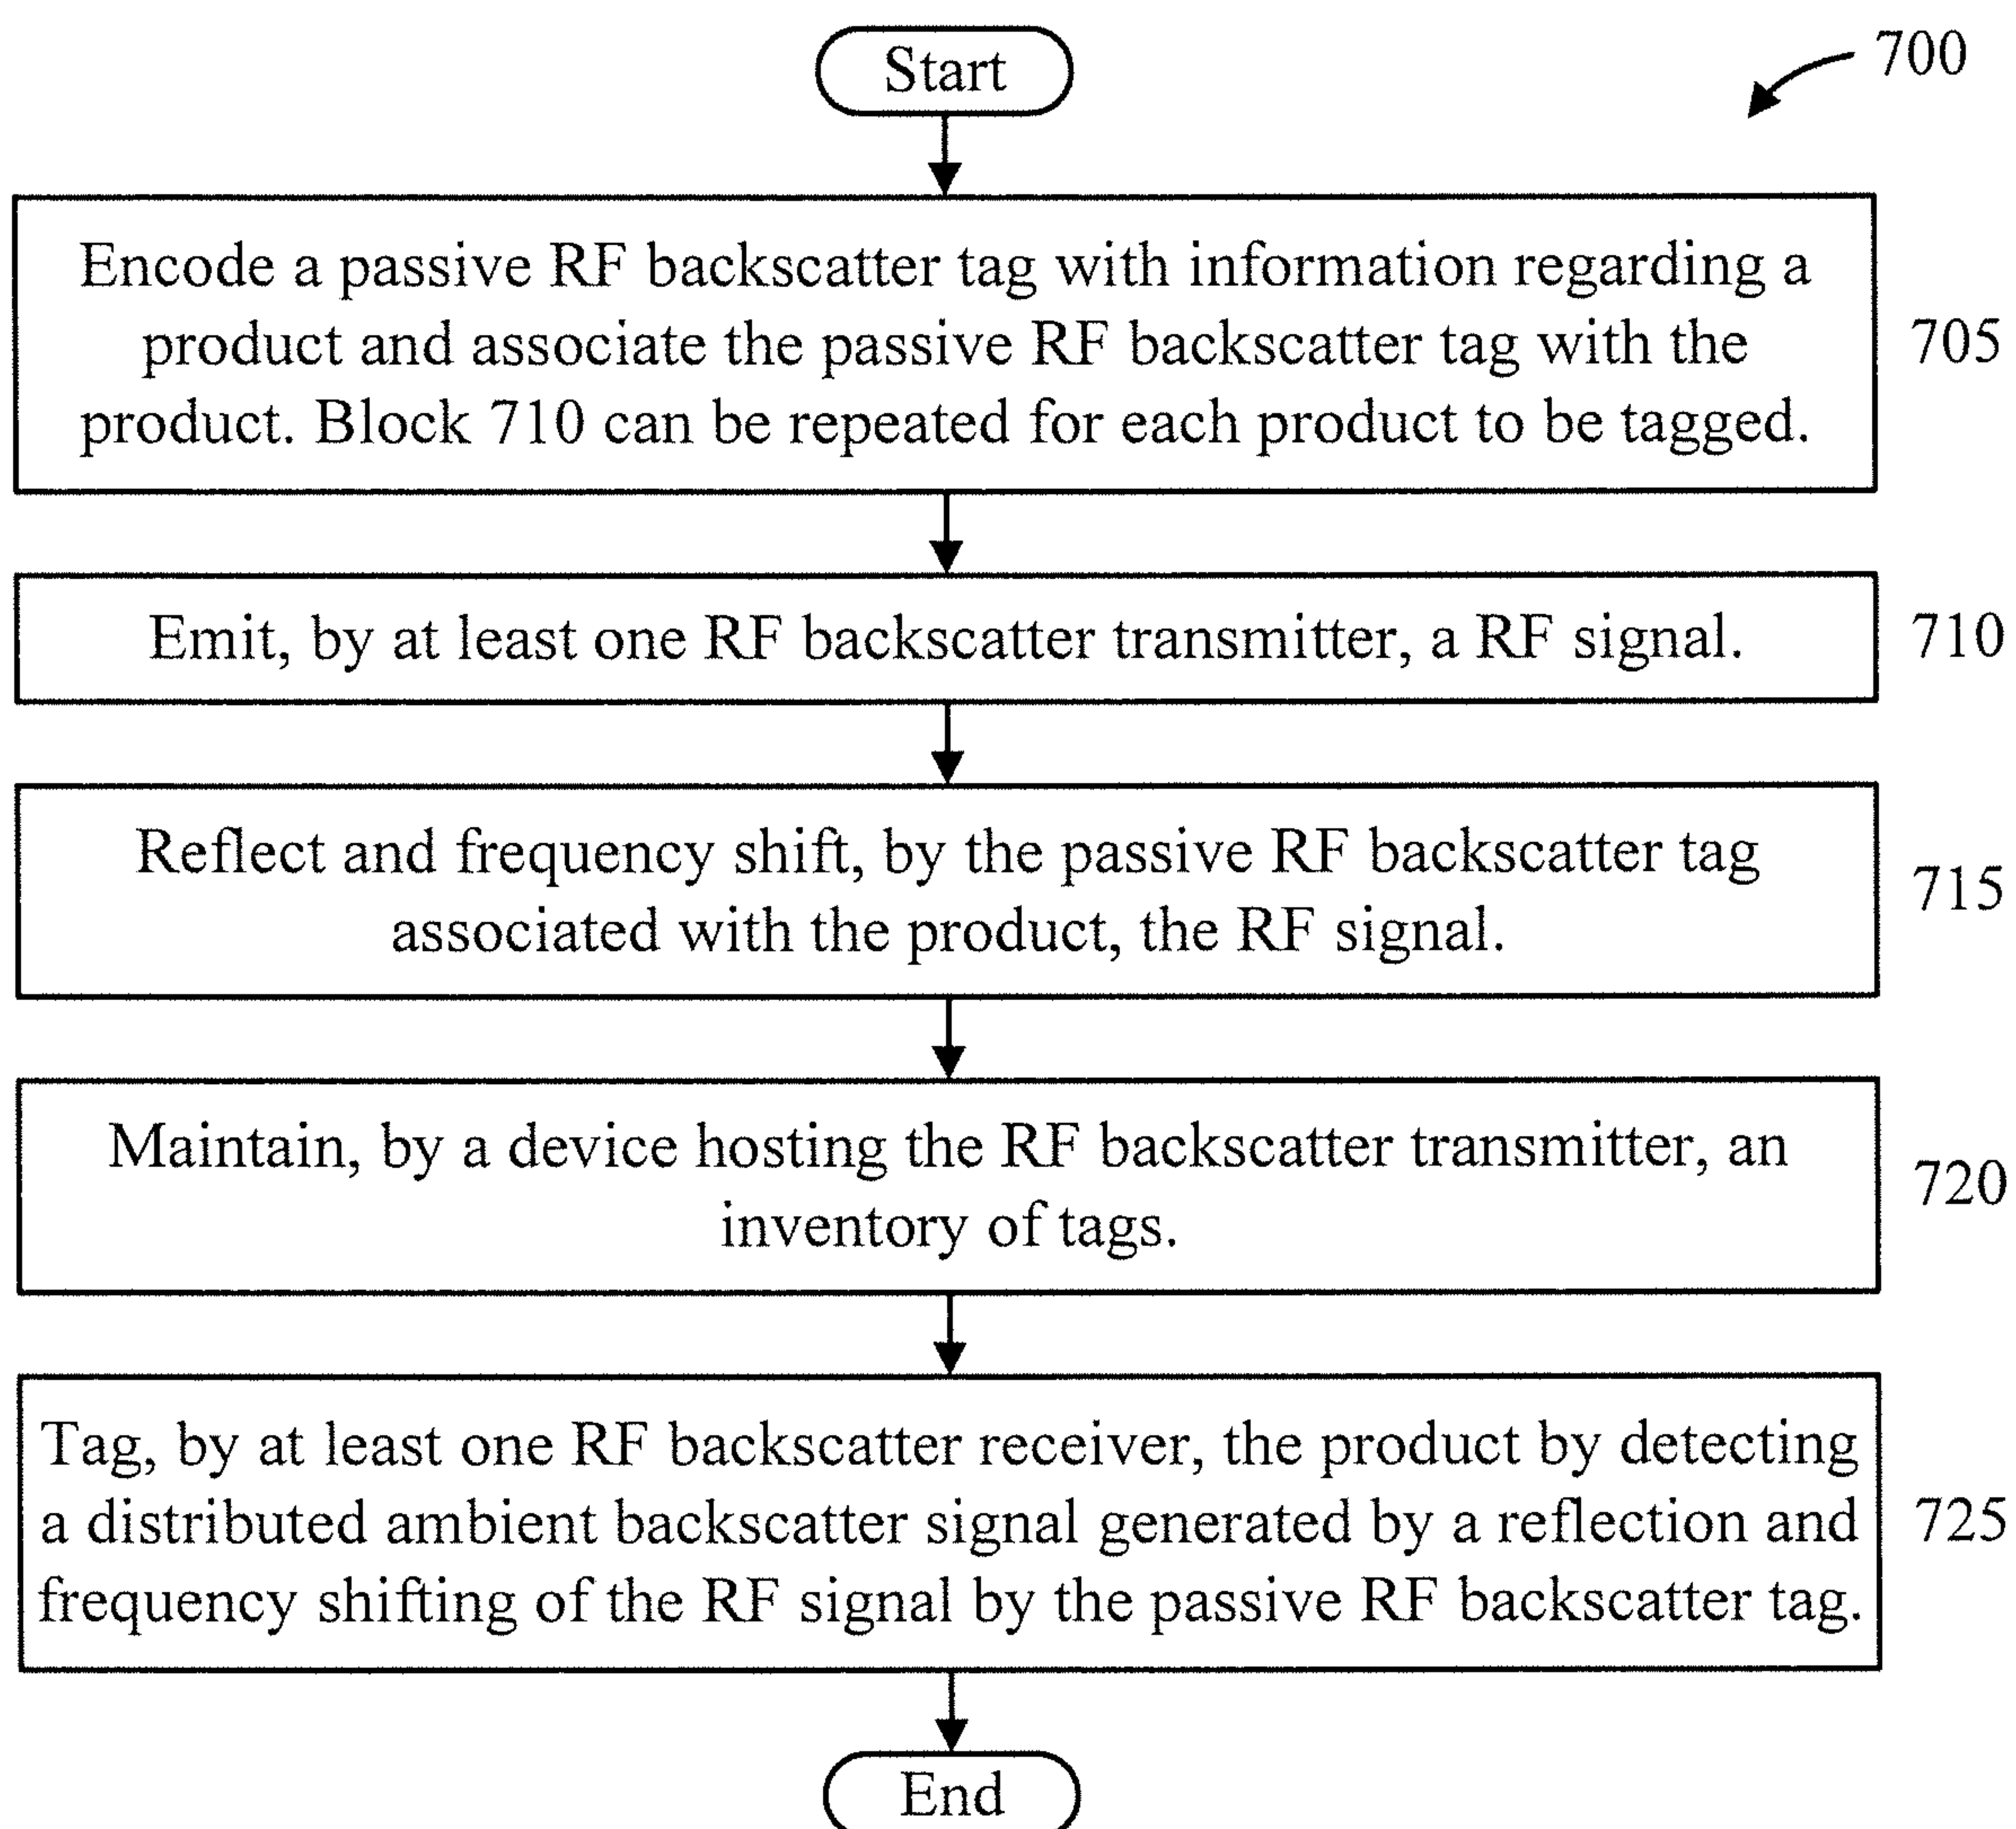 Start
700
Encode a passive RF backscatter tag with information regarding a
product and associate the passive RF backscatter tag with the
product. Block 710 can be repeated for each product to be tagged.
705
Emit, by at least one RF backscatter transmitter, a RF signal.
710
Reflect and frequency shift, by the passive RF backscatter tag
associated with the product, the RF signal.
715
Maintain, by a device hosting the RF backscatter transmitter, an
inventory of tags.
720
Tag, by at least one RF backscatter receiver, the product by detecting
a distributed ambient backscatter signal generated by a reflection and
frequency shifting of the RF signal by the passive RF backscatter tag.
725
End